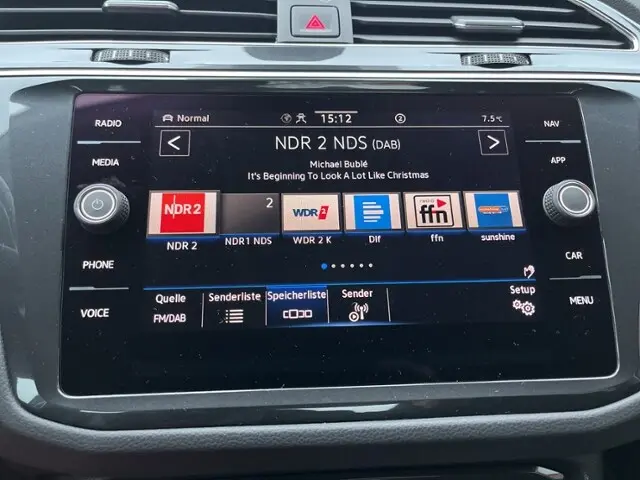 Normal 15:12 2 7.5°C
RADIO
MEDIA
PHONE
VOICE
NDR 2 NDS (DAB)
Michael Bublé
It's Beginning To Look A Lot Like Christmas
NDR 2
NDR 2
2
NDR1 NDS
WDR 2
WDR 2 K
Dlf
radio ffn
ffn
sunshine
Quelle
FM/DAB
Senderliste
Speicherliste
Sender
Setup
NAV
APP
CAR
MENU